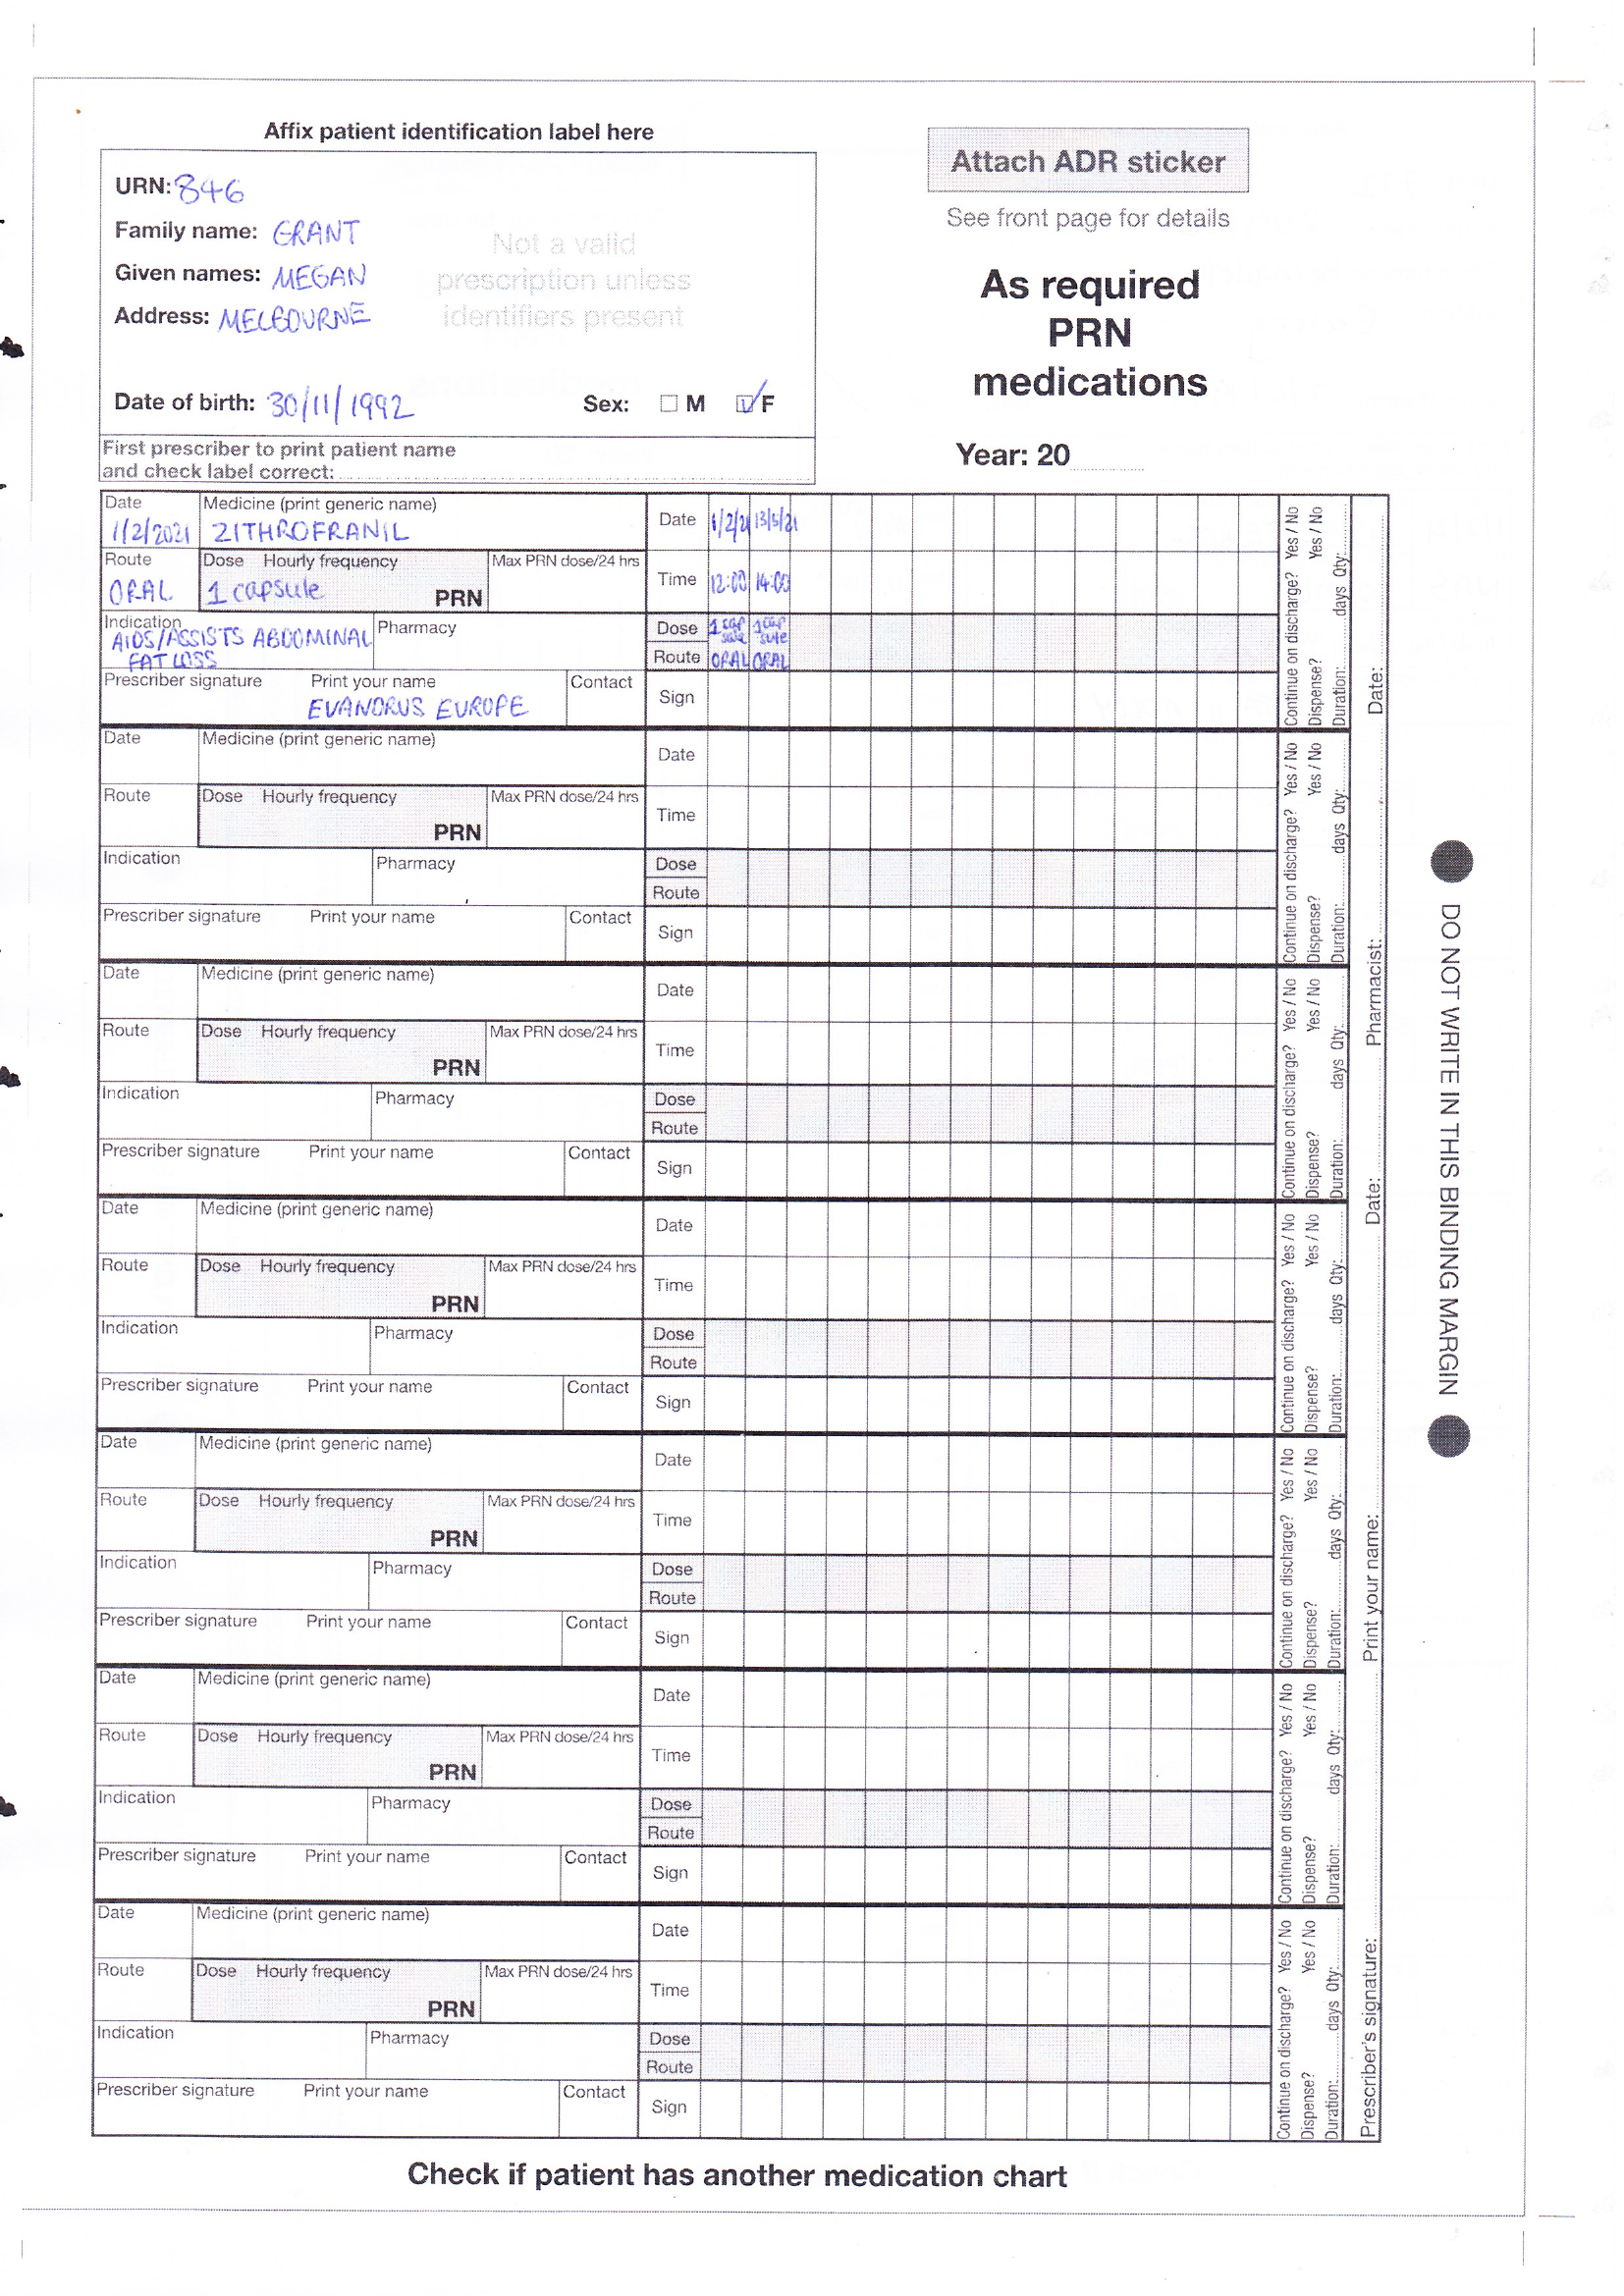 Affix patient identification label here
URN: 846
Family name: GRANT
Given names: MEGAN
Address: MELBOURNE
Not a valid
prescription unless
identifiers present
Date of birth: 30/11/1992 Sex: M F
First prescriber to print patient name
and check label correct:
Attach ADR sticker
See front page for details
As required
PRN
medications
Year: 20
Date Medicine (print generic name)
1/2/2021 ZITHROFRANIL
Date 1/2/21 13/5/21
Route Dose Hourly frequency Max PRN dose/24 hrs
ORAL 1 capsule PRN
Time 12:00 14:00
Indication Pharmacy
AIDS/ASSISTS ABDOMINAL
FAT LOSS
Dose 1 cap 1 cap
sule sule
Route ORAL ORAL
Prescriber signature Print your name Contact
EVANDRUS EUROPE
Sign
Continue on discharge? Yes / No
Dispense? Yes / No
Duration: days Qty:
Date Medicine (print generic name)
Date
Route Dose Hourly frequency Max PRN dose/24 hrs
PRN
Time
Indication Pharmacy
Dose
Route
Prescriber signature Print your name Contact
Sign
Continue on discharge? Yes / No
Dispense? Yes / No
Duration: days Qty:
Date Medicine (print generic name)
Date
Route Dose Hourly frequency Max PRN dose/24 hrs
PRN
Time
Indication Pharmacy
Dose
Route
Prescriber signature Print your name Contact
Sign
Continue on discharge? Yes / No
Dispense? Yes / No
Duration: days Qty:
Date Medicine (print generic name)
Date
Route Dose Hourly frequency Max PRN dose/24 hrs
PRN
Time
Indication Pharmacy
Dose
Route
Prescriber signature Print your name Contact
Sign
Continue on discharge? Yes / No
Dispense? Yes / No
Duration: days Qty:
Date Medicine (print generic name)
Date
Route Dose Hourly frequency Max PRN dose/24 hrs
PRN
Time
Indication Pharmacy
Dose
Route
Prescriber signature Print your name Contact
Sign
Continue on discharge? Yes / No
Dispense? Yes / No
Duration: days Qty:
Date Medicine (print generic name)
Date
Route Dose Hourly frequency Max PRN dose/24 hrs
PRN
Time
Indication Pharmacy
Dose
Route
Prescriber signature Print your name Contact
Sign
Continue on discharge? Yes / No
Dispense? Yes / No
Duration: days Qty:
Date Medicine (print generic name)
Date
Route Dose Hourly frequency Max PRN dose/24 hrs
PRN
Time
Indication Pharmacy
Dose
Route
Prescriber signature Print your name Contact
Sign
Continue on discharge? Yes / No
Dispense? Yes / No
Duration: days Qty:
Prescriber's signature: Print your name: Date: Pharmacist: Date:
DO NOT WRITE IN THIS BINDING MARGIN
Check if patient has another medication chart